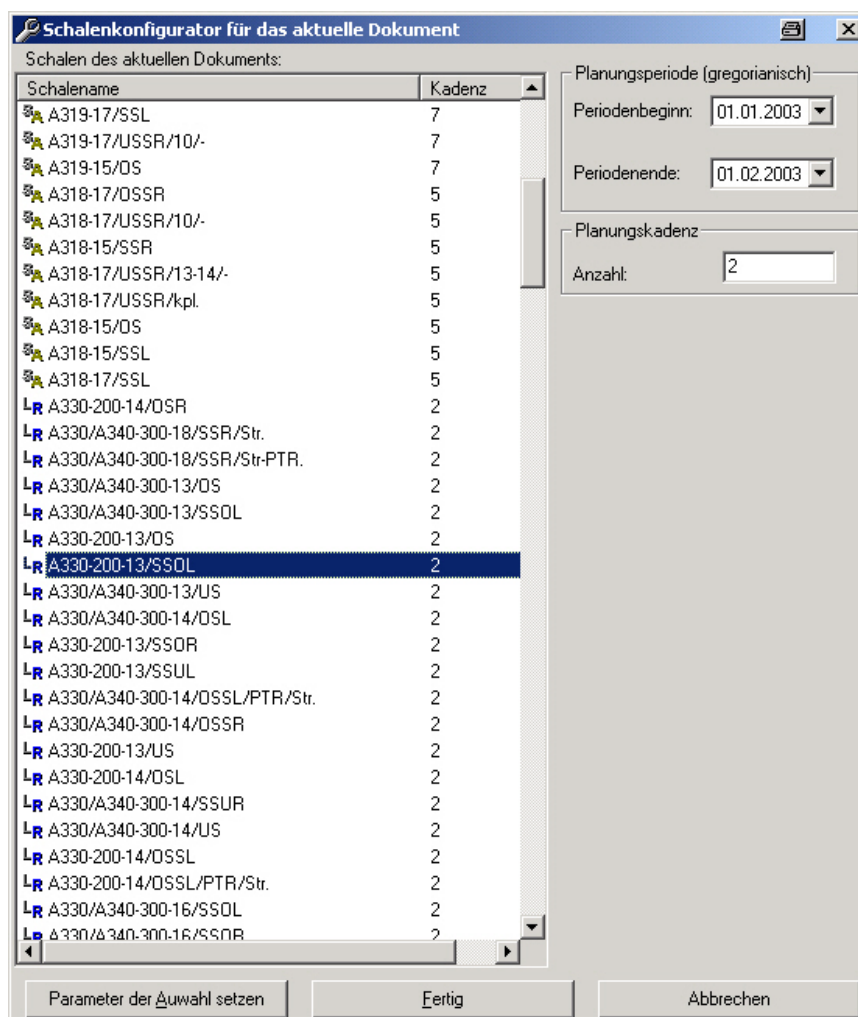 Schalenkonfigurator für das aktuelle Dokument
Schalen des aktuellen Dokuments:
Schalename Kadenz
A319-17/SSL 7
A319-17/USSR/10/- 7
A319-15/OS 7
A318-17/OSSR 5
A318-17/USSR/10/- 5
A318-15/SSR 5
A318-17/USSR/13-14/- 5
A318-17/USSR/kpl. 5
A318-15/OS 5
A318-15/SSL 5
A318-17/SSL 5
A330-200-14/OSR 2
A330/A340-300-18/SSR/Str. 2
A330/A340-300-18/SSR/Str-PTR. 2
A330/A340-300-13/OS 2
A330/A340-300-13/SSOL 2
A330-200-13/OS 2
A330-200-13/SSOL 2
A330/A340-300-13/US 2
A330/A340-300-14/OSL 2
A330-200-13/SSOR 2
A330-200-13/SSUL 2
A330/A340-300-14/OSSL/PTR/Str. 2
A330/A340-300-14/OSSR 2
A330-200-13/US 2
A330-200-14/OSL 2
A330/A340-300-14/SSUR 2
A330/A340-300-14/US 2
A330-200-14/OSSL 2
A330-200-14/OSSL/PTR/Str. 2
A330/A340-300-16/SSOL 2
A330/A340-300-16/SSOR 2
Planungsperiode (gregorianisch)
Periodenbeginn: 01.01.2003
Periodenende: 01.02.2003
Planungskadenz
Anzahl: 2
Parameter der Auwahl setzen
Fertig
Abbrechen